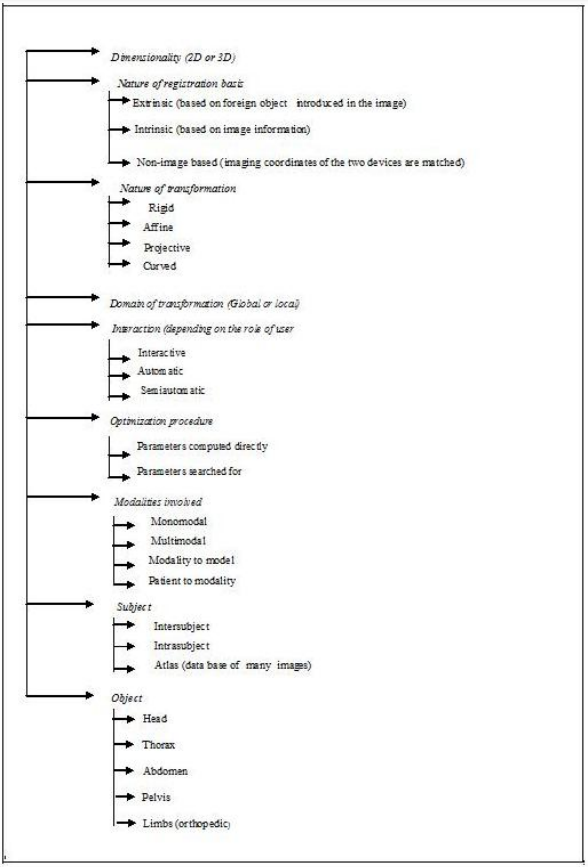 Dimensionality (2D or 3D)
Nature of registration basis
Extrinsic (based on foreign object introduced in the image)
Intrinsic (based on image information)
Non-image based (imaging coordinates of the two devices are matched)
Nature of transformation
Rigid
Affine
Projective
Curved
Domain of transformation (Global or local)
Interaction (depending on the role of user
Interactive
Automatic
Semiautomatic
Optimization procedure
Parameters computed directly
Parameters searched for
Modalities involved
Monomodal
Multimodal
Modality to model
Patient to modality
Subject
Intersubject
Intrasubject
Atlas (data base of many images)
Object
Head
Thorax
Abdomen
Pelvis
Limbs (orthopedic)